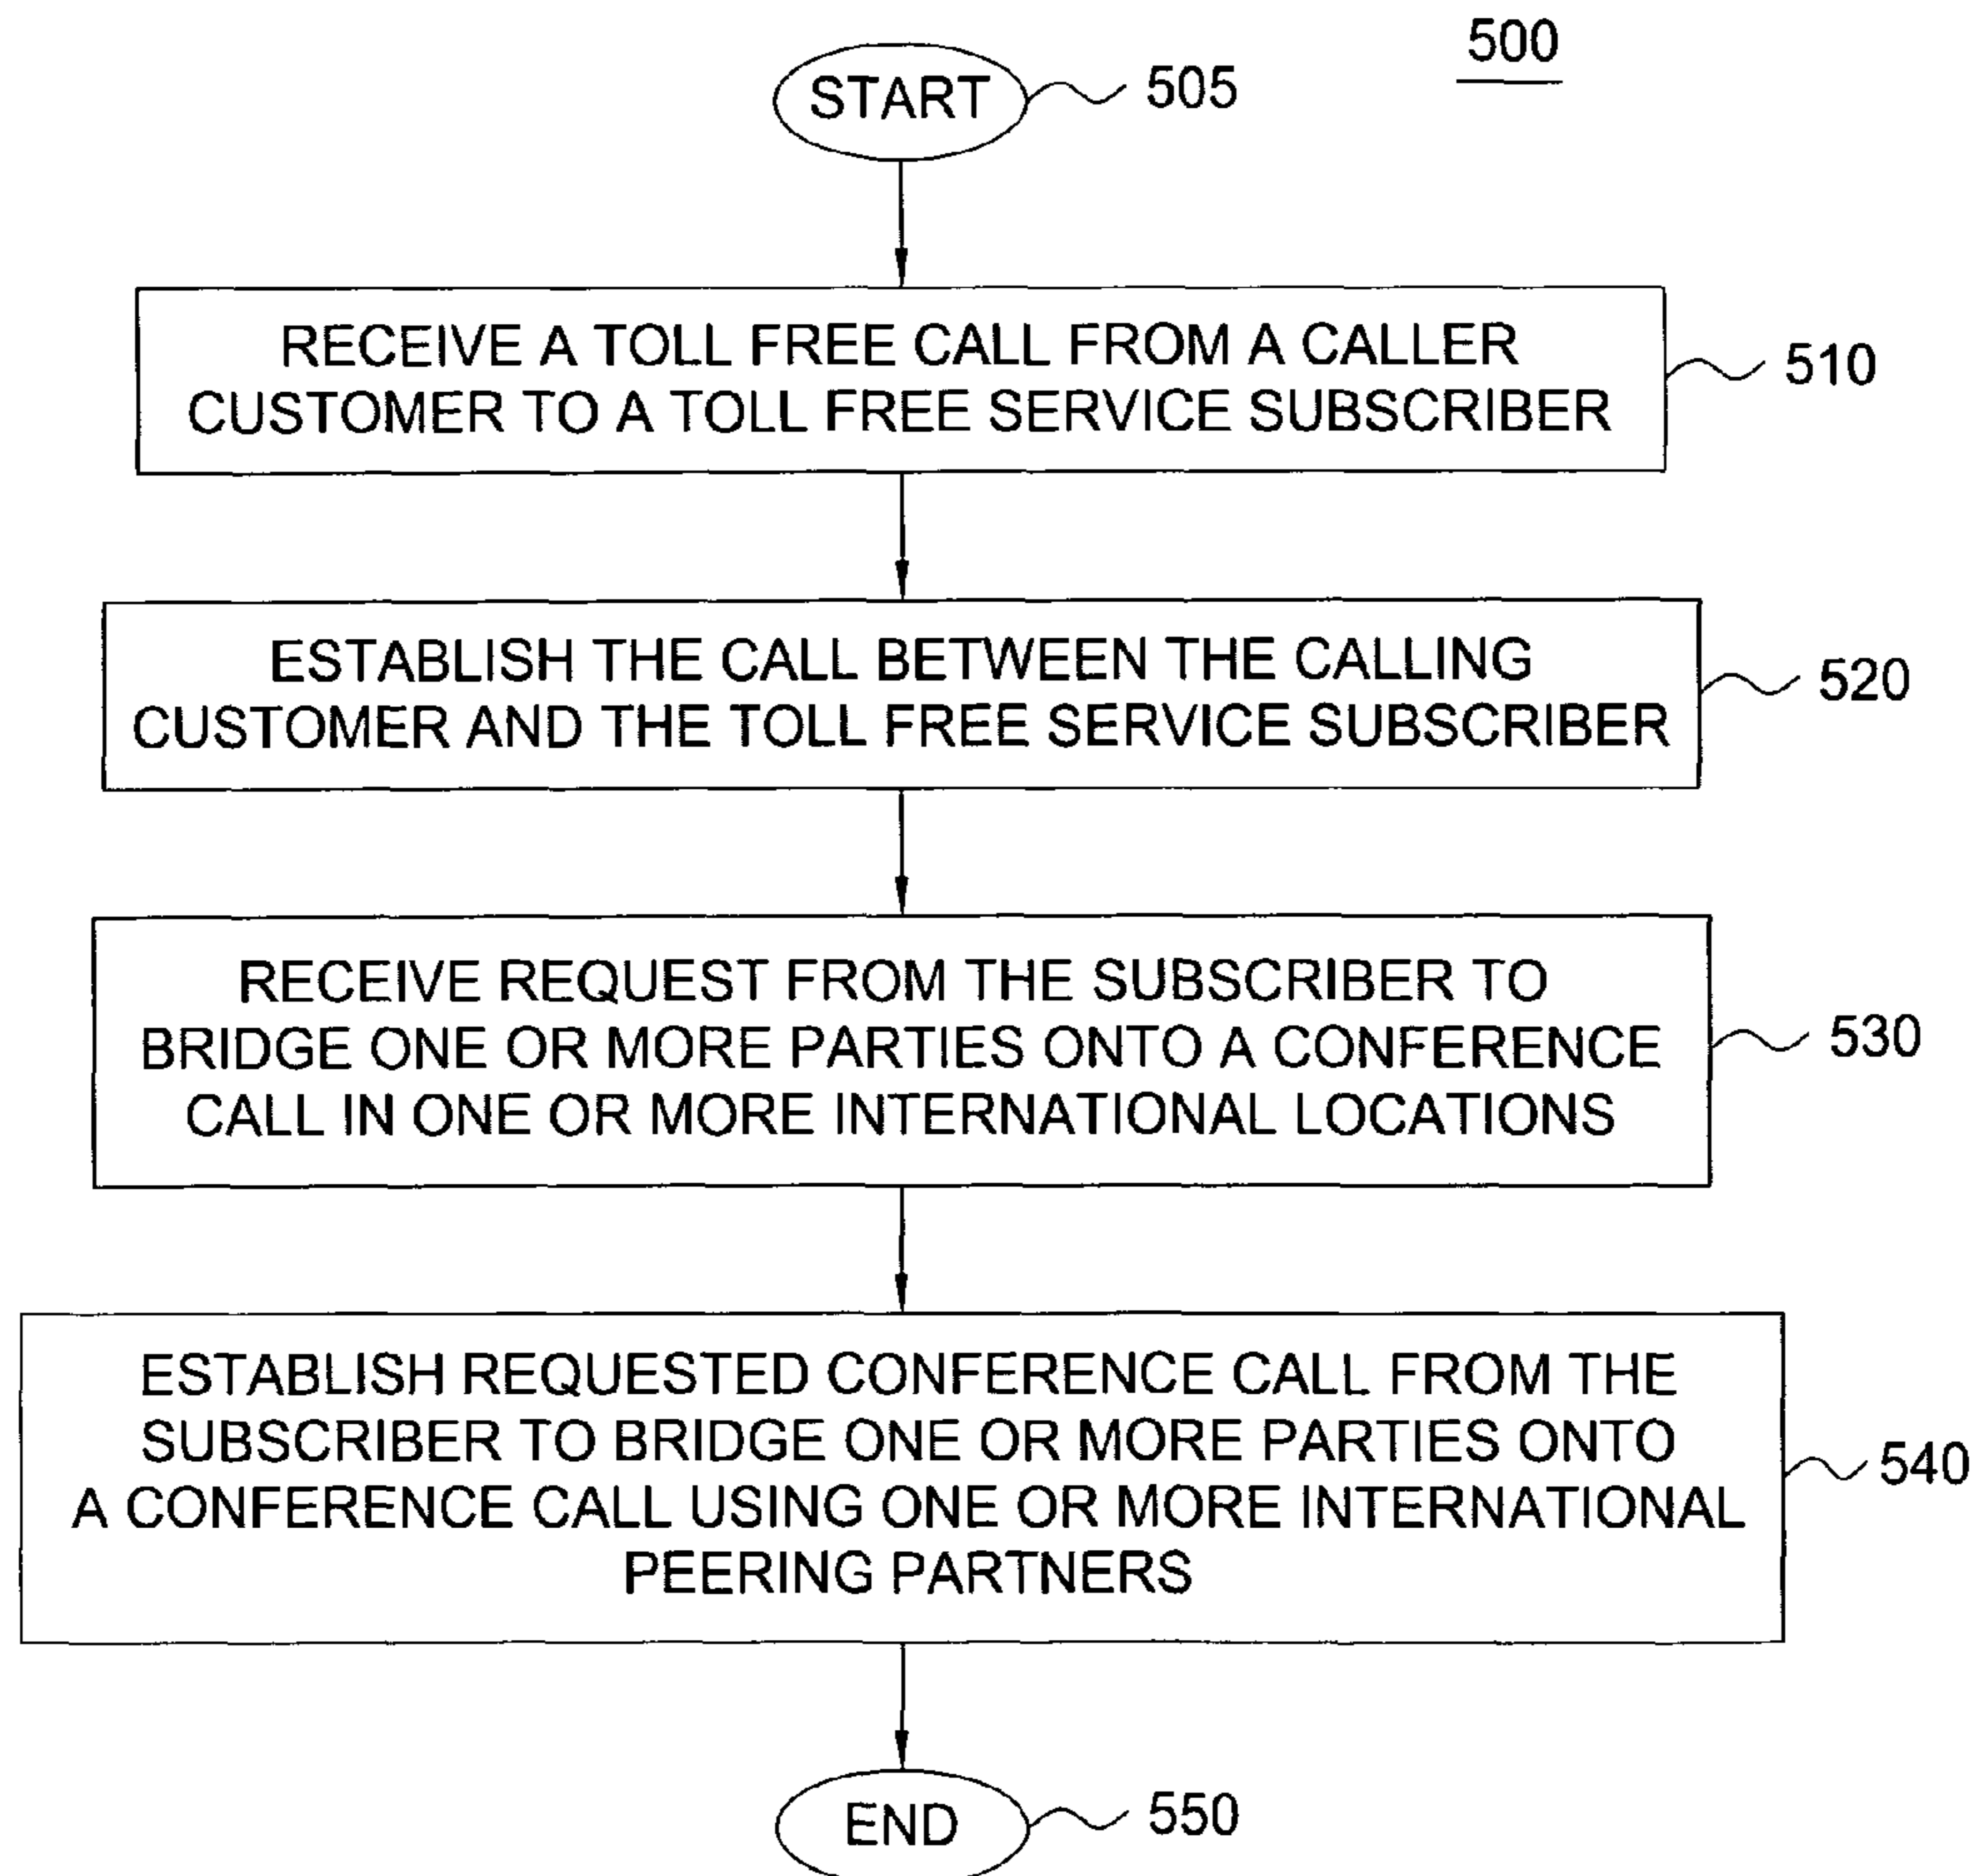 500
START
505
RECEIVE A TOLL FREE CALL FROM A CALLER
CUSTOMER TO A TOLL FREE SERVICE SUBSCRIBER
510
ESTABLISH THE CALL BETWEEN THE CALLING
CUSTOMER AND THE TOLL FREE SERVICE SUBSCRIBER
520
RECEIVE REQUEST FROM THE SUBSCRIBER TO
BRIDGE ONE OR MORE PARTIES ONTO A CONFERENCE
CALL IN ONE OR MORE INTERNATIONAL LOCATIONS
530
ESTABLISH REQUESTED CONFERENCE CALL FROM THE
SUBSCRIBER TO BRIDGE ONE OR MORE PARTIES ONTO
A CONFERENCE CALL USING ONE OR MORE INTERNATIONAL
PEERING PARTNERS
540
END
550